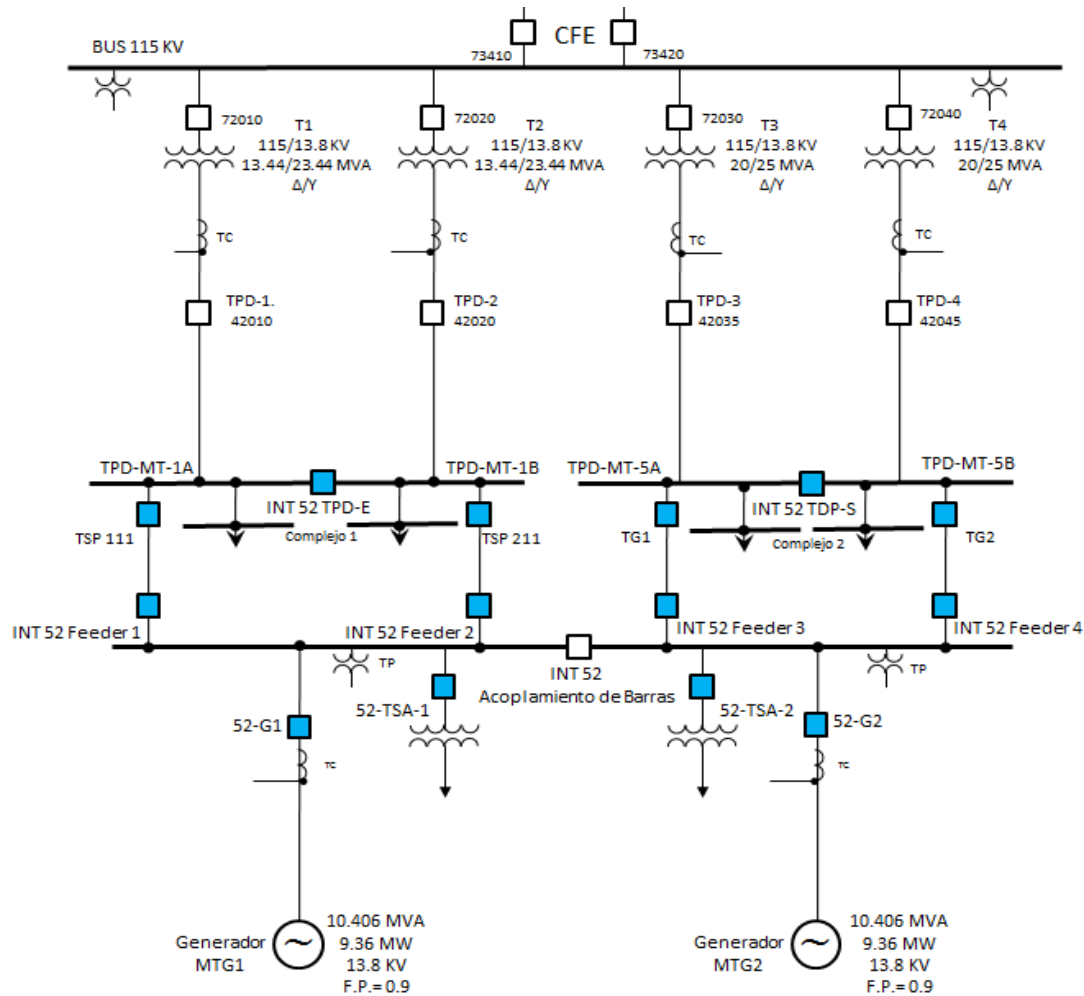 CFE
BUS 115 KV
73410
73420
72010
72020
72030
72040
T1
115/13.8 KV
13.44/23.44 MVA
Δ/Y
T2
115/13.8 KV
13.44/23.44 MVA
Δ/Y
T3
115/13.8 KV
20/25 MVA
Δ/Y
T4
115/13.8 KV
20/25 MVA
Δ/Y
TC
TC
TC
TC
TPD-1.
42010
TPD-2
42020
TPD-3
42035
TPD-4
42045
TPD-MT-1A
TPD-MT-1B
TPD-MT-5A
TPD-MT-5B
INT 52 TPD-E
INT 52 TDP-S
TSP 111
Complejo 1
TSP 211
TG1
Complejo 2
TG2
INT 52 Feeder 1
INT 52 Feeder 2
INT 52 Feeder 3
INT 52 Feeder 4
TP
INT 52
Acoplamiento de Barras
TP
52-G1
52-TSA-1
52-TSA-2
52-G2
TC
TC
Generador
MTG1
10.406 MVA
9.36 MW
13.8 KV
F.P.= 0.9
Generador
MTG2
10.406 MVA
9.36 MW
13.8 KV
F.P.= 0.9